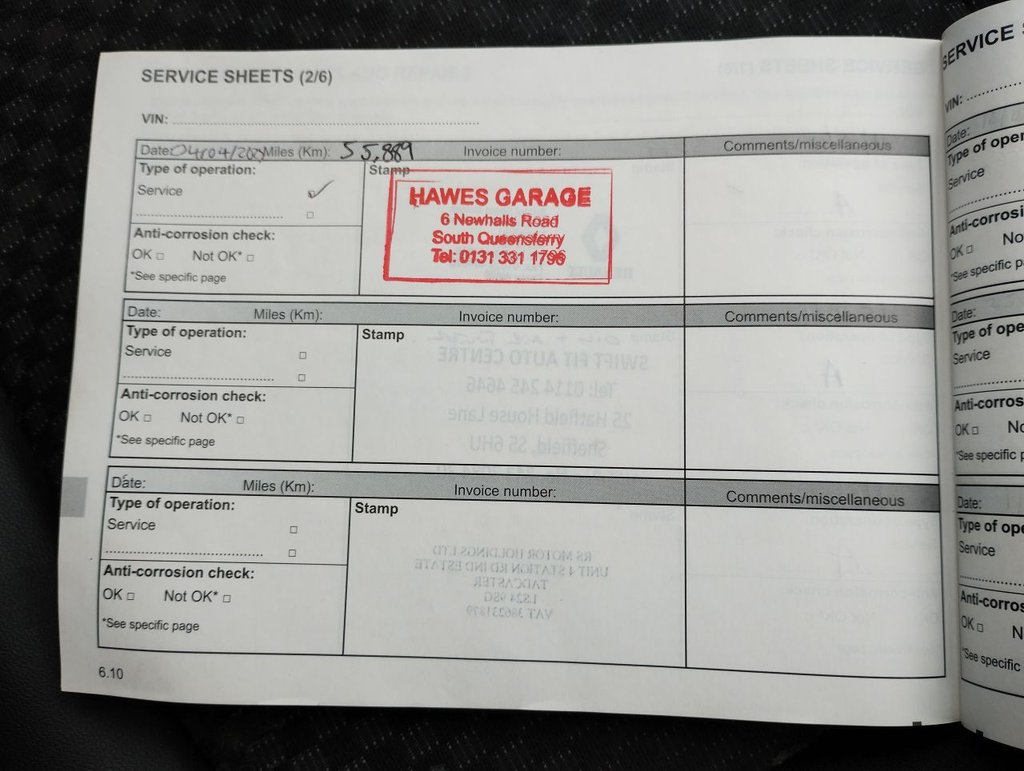 SERVICE SHEETS (2/6)
VIN:
Date: Miles (Km): 55,889 Invoice number: Comments/miscellaneous
Type of operation: Stamp
Service ✓
HAWES GARAGE
6 Newhalls Road
South Queensferry
Tel: 0131 331 1796
Anti-corrosion check:
OK □ Not OK* □
*See specific page
Date: Miles (Km): Invoice number: Comments/miscellaneous
Type of operation: Stamp
Service □
□
Anti-corrosion check:
OK □ Not OK* □
*See specific page
Date: Miles (Km): Invoice number: Comments/miscellaneous
Type of operation: Stamp
Service □
□
Anti-corrosion check:
OK □ Not OK* □
*See specific page
6.10
SERVICE
VIN:
Date:
Type of oper
Service
Anti-corrosi
OK □ No
*See specific p
Date:
Type of ope
Service
Anti-corros
OK □ No
*See specific
Date:
Type of ope
Service
Anti-corros
OK □ N
*See specific